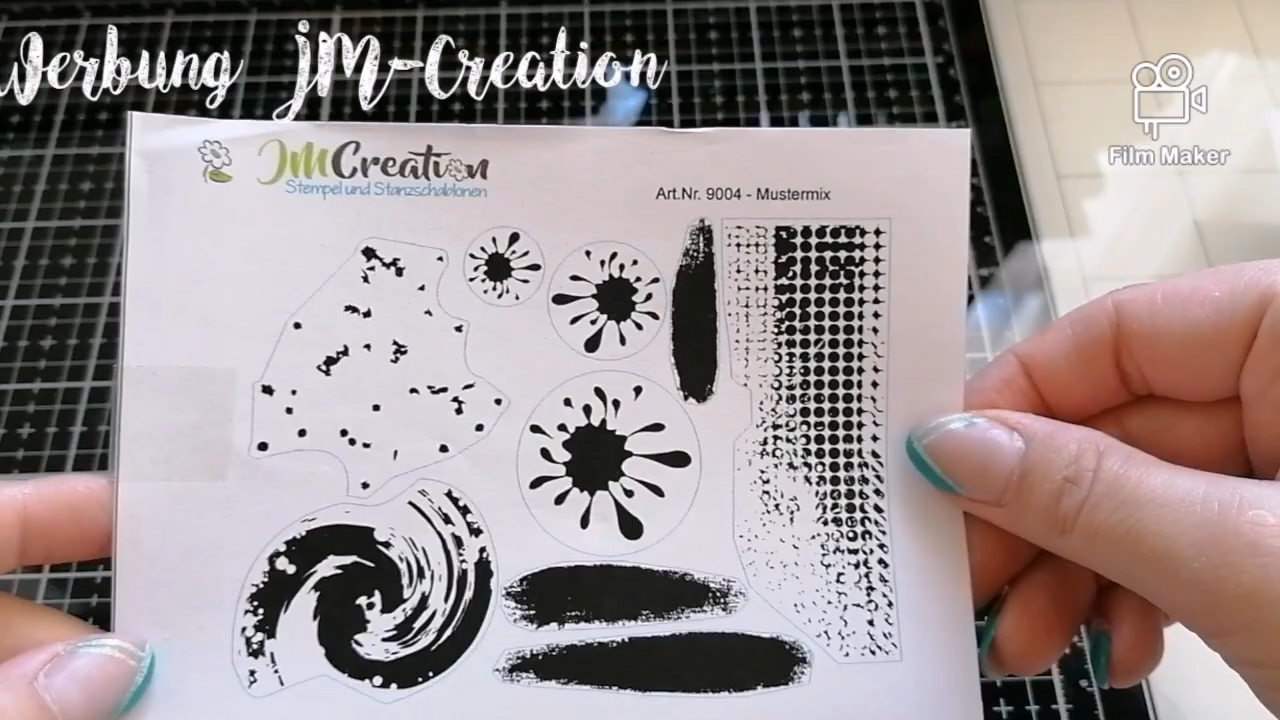 Werbung JM-Creation
Film Maker
JMCreation
Stempel und Stanzschablonen
Art.Nr. 9004 - Mustermix